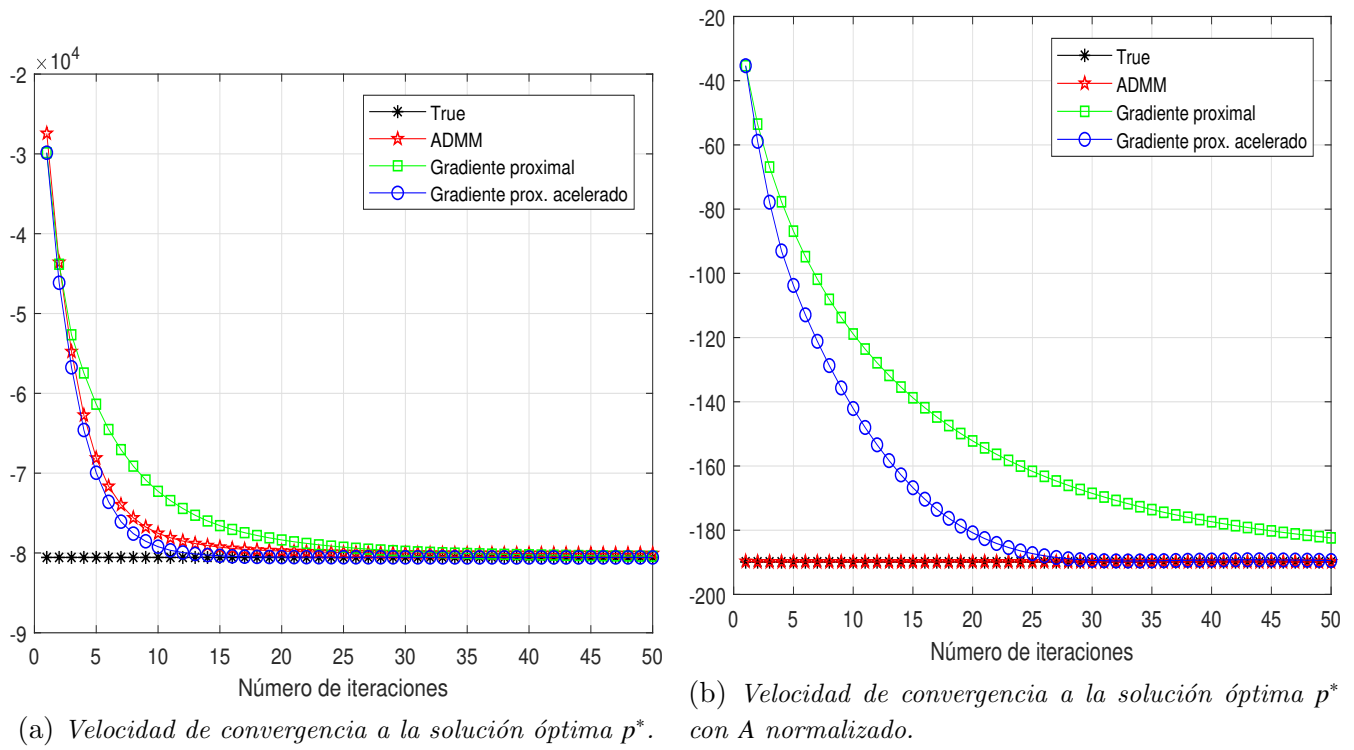 ×10⁴
-2
-3
-4
-5
-6
-7
-8
-9
0 5 10 15 20 25 30 35 40 45 50
Número de iteraciones
True
ADMM
Gradiente proximal
Gradiente prox. acelerado
(a) Velocidad de convergencia a la solución óptima p*.
-20
-40
-60
-80
-100
-120
-140
-160
-180
-200
0 5 10 15 20 25 30 35 40 45 50
Número de iteraciones
True
ADMM
Gradiente proximal
Gradiente prox. acelerado
(b) Velocidad de convergencia a la solución óptima p*
con A normalizado.